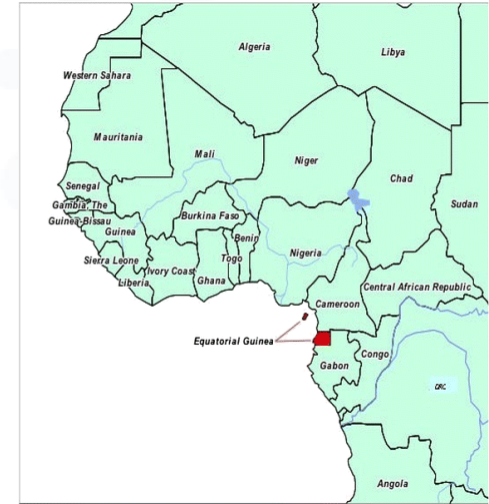 Algeria
Libya
Western Sahara
Mauritania
Mali
Niger
Chad
Sudan
Senegal
Gambia, The
Guinea-Bissau
Guinea
Burkina Faso
Benin
Nigeria
Togo
Sierra Leone
Ivory Coast
Ghana
Liberia
Central African Republic
Cameroon
Equatorial Guinea
Congo
Gabon
DRC
Angola